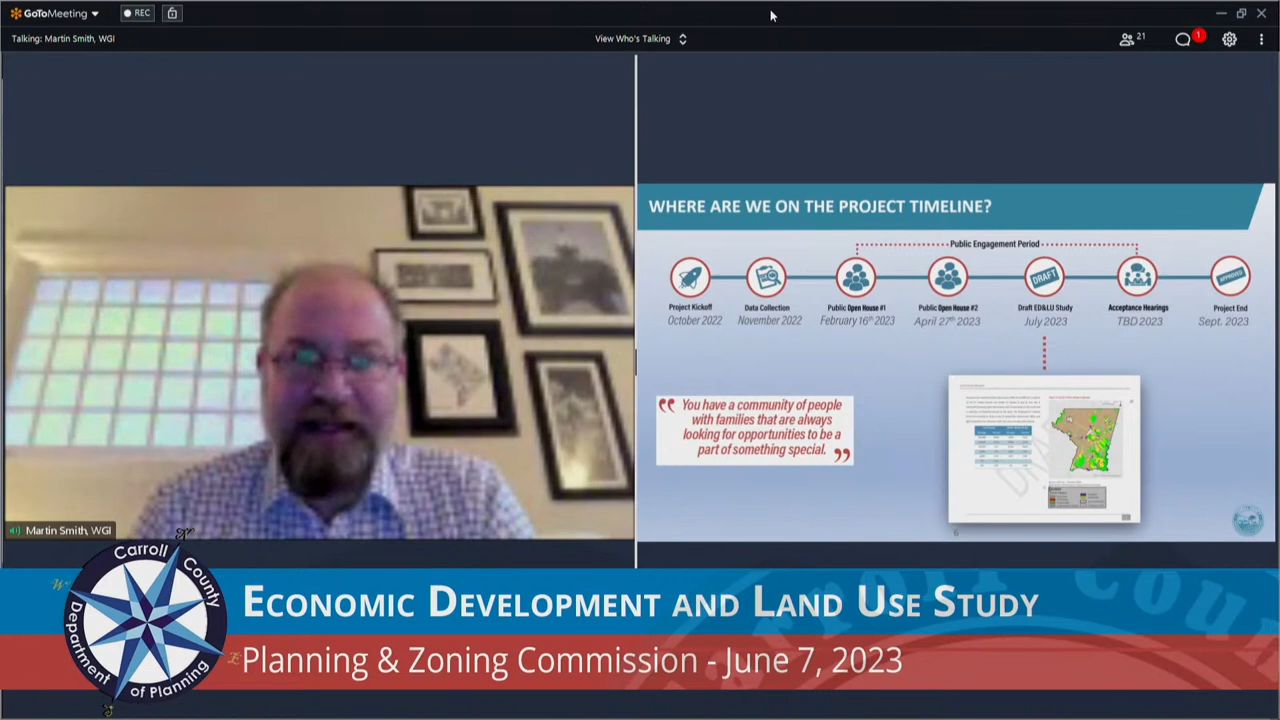 GoToMeeting
REC
Talking: Martin Smith, WGI
View Who's Talking
21
1
WHERE ARE WE ON THE PROJECT TIMELINE?
Public Engagement Period
DRAFT
APPROVED
Project Kickoff
Data Collection
Public Open House #1
Public Open House #2
Draft ED&LU Study
Acceptance Hearings
Project End
October 2022
November 2022
February 16th 2023
April 27th 2023
July 2023
TBD 2023
Sept. 2023
“ You have a community of people
with families that are always
looking for opportunities to be a
part of something special. ”
6
Martin Smith, WGI
Carroll County
Department of Planning
Economic Development and Land Use Study
Planning & Zoning Commission - June 7, 2023